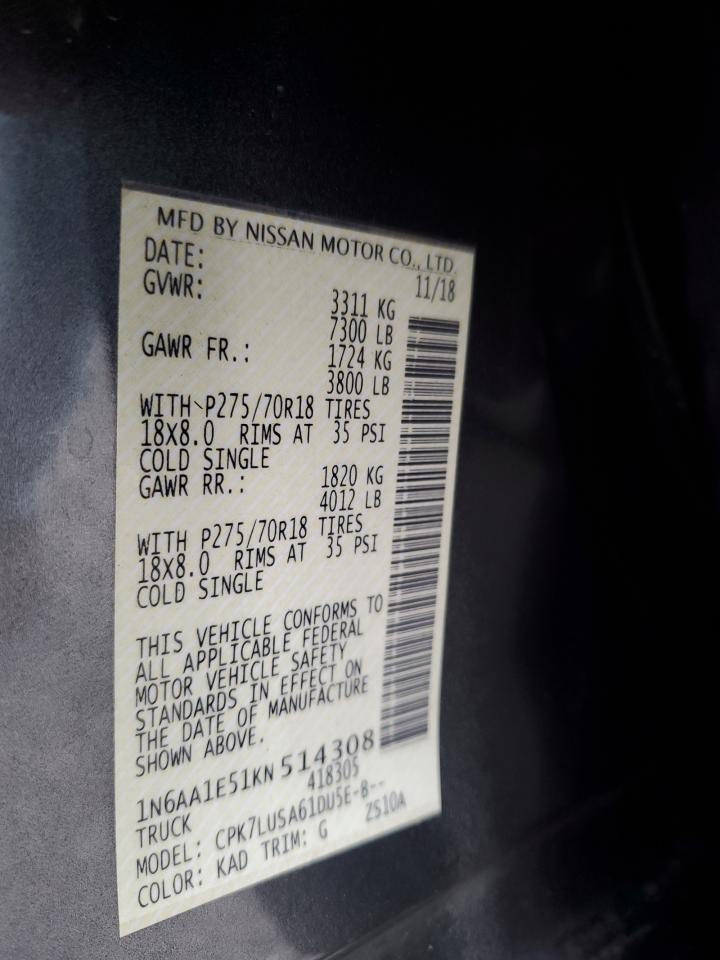 MFD BY NISSAN MOTOR CO., LTD.
DATE: 11/18
GVWR: 3311 KG
7300 LB
GAWR FR.: 1724 KG
3800 LB
WITH P275/70R18 TIRES
18X8.0 RIMS AT 35 PSI
COLD SINGLE
GAWR RR.: 1820 KG
4012 LB
WITH P275/70R18 TIRES
18X8.0 RIMS AT 35 PSI
COLD SINGLE
THIS VEHICLE CONFORMS TO
ALL APPLICABLE FEDERAL
MOTOR VEHICLE SAFETY
STANDARDS IN EFFECT ON
THE DATE OF MANUFACTURE
SHOWN ABOVE.
1N6AA1E51KN514308
TRUCK 418305
MODEL: CPK7LUSA61DU5E-B--
COLOR: KAD TRIM: G ZS10A